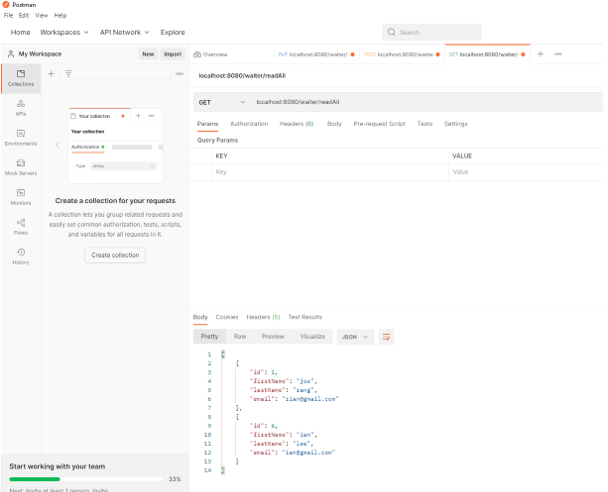 Postman
File Edit View Help
Home Workspaces API Network Explore
Search
My Workspace New Import
Overview PUT localhost:8080/waiter/ POST localhost:8080/waiter GET localhost:8080/waiter/
Collections
APIs
Environments
Mock Servers
Monitors
Flows
History
Your collection
Your collection
Authorization
Type
Create a collection for your requests
A collection lets you group related requests and
easily set common authorization, tests, scripts,
and variables for all requests in it.
Create collection
Start working with your team
33%
Next: Invite at least 1 person. Invite
localhost:8080/waiter/readAll
GET localhost:8080/waiter/readAll
Params Authorization Headers (6) Body Pre-request Script Tests Settings
Query Params
KEY VALUE
Key Value
Body Cookies Headers (5) Test Results
Pretty Raw Preview Visualize JSON
1 [
2 {
3 "id": 1,
4 "firstName": "joe",
5 "lastName": "zang",
6 "email": "zian@gmail.com"
7 },
8 {
9 "id": 6,
10 "firstName": "ian",
11 "lastName": "lee",
12 "email": "ian@gmail.com"
13 }
14 ]